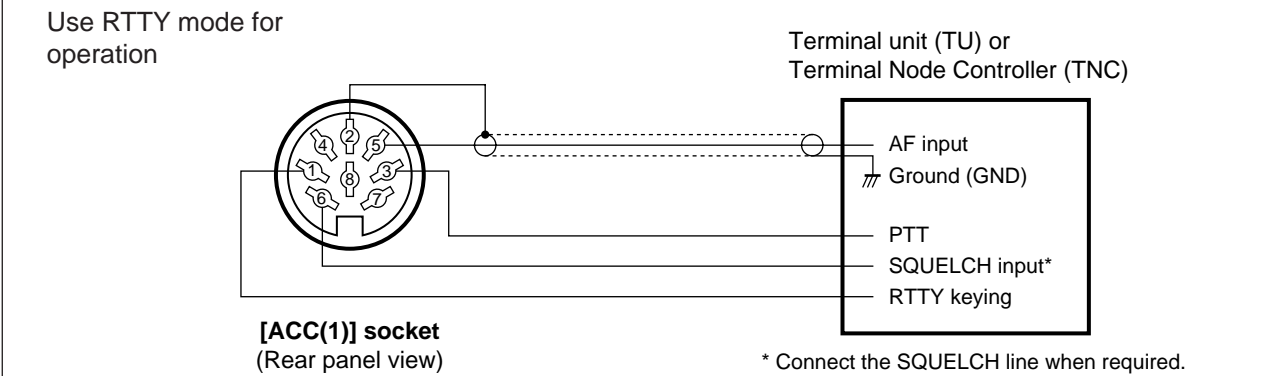 Use RTTY mode for
operation
Terminal unit (TU) or
Terminal Node Controller (TNC)
4
2
5
1
8
3
6
7
AF input
Ground (GND)
PTT
SQUELCH input*
RTTY keying
[ACC(1)] socket
(Rear panel view)
* Connect the SQUELCH line when required.